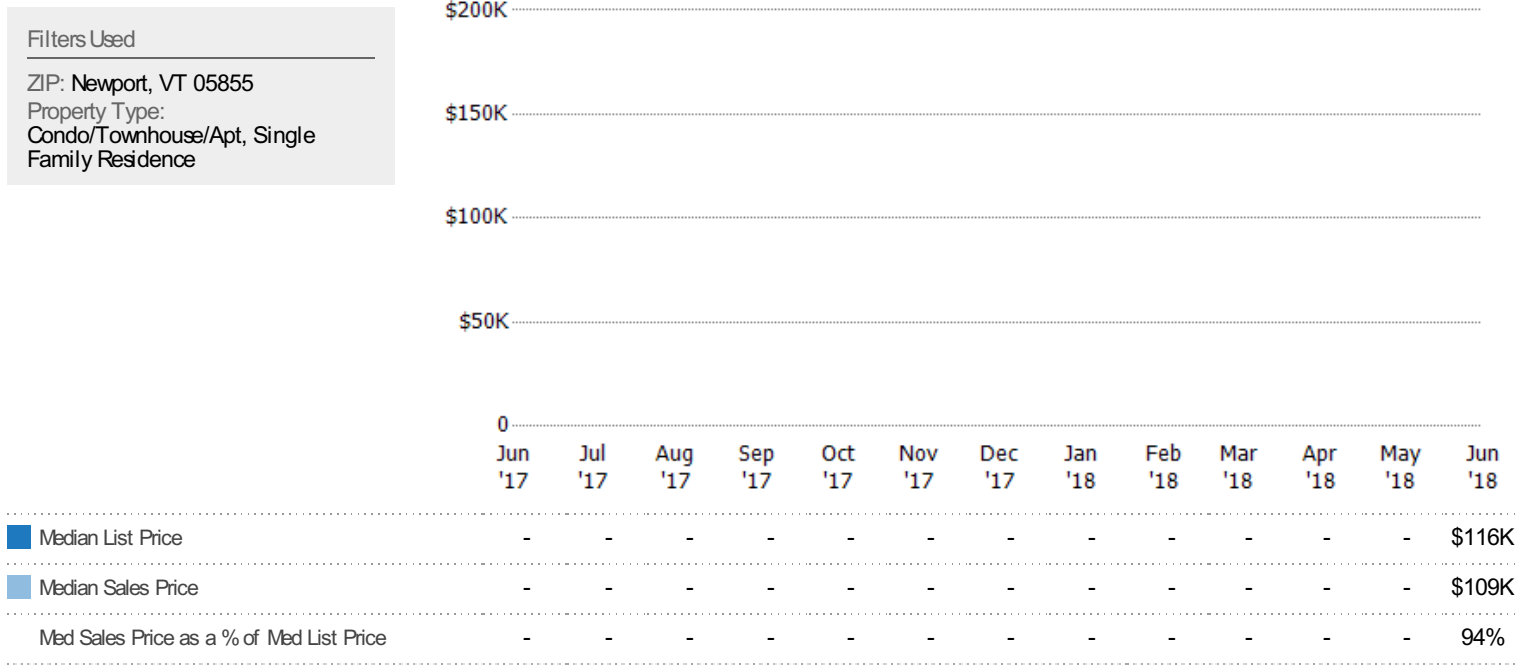 Filters Used
ZIP: Newport, VT 05855
Property Type:
Condo/Townhouse/Apt, Single
Family Residence
$200K
$150K
$100K
$50K
0
Jun Jul Aug Sep Oct Nov Dec Jan Feb Mar Apr May Jun
'17 '17 '17 '17 '17 '17 '17 '18 '18 '18 '18 '18 '18
Median List Price - - - - - - - - - - - - $116K
Median Sales Price - - - - - - - - - - - - $109K
Med Sales Price as a % of Med List Price - - - - - - - - - - - - 94%